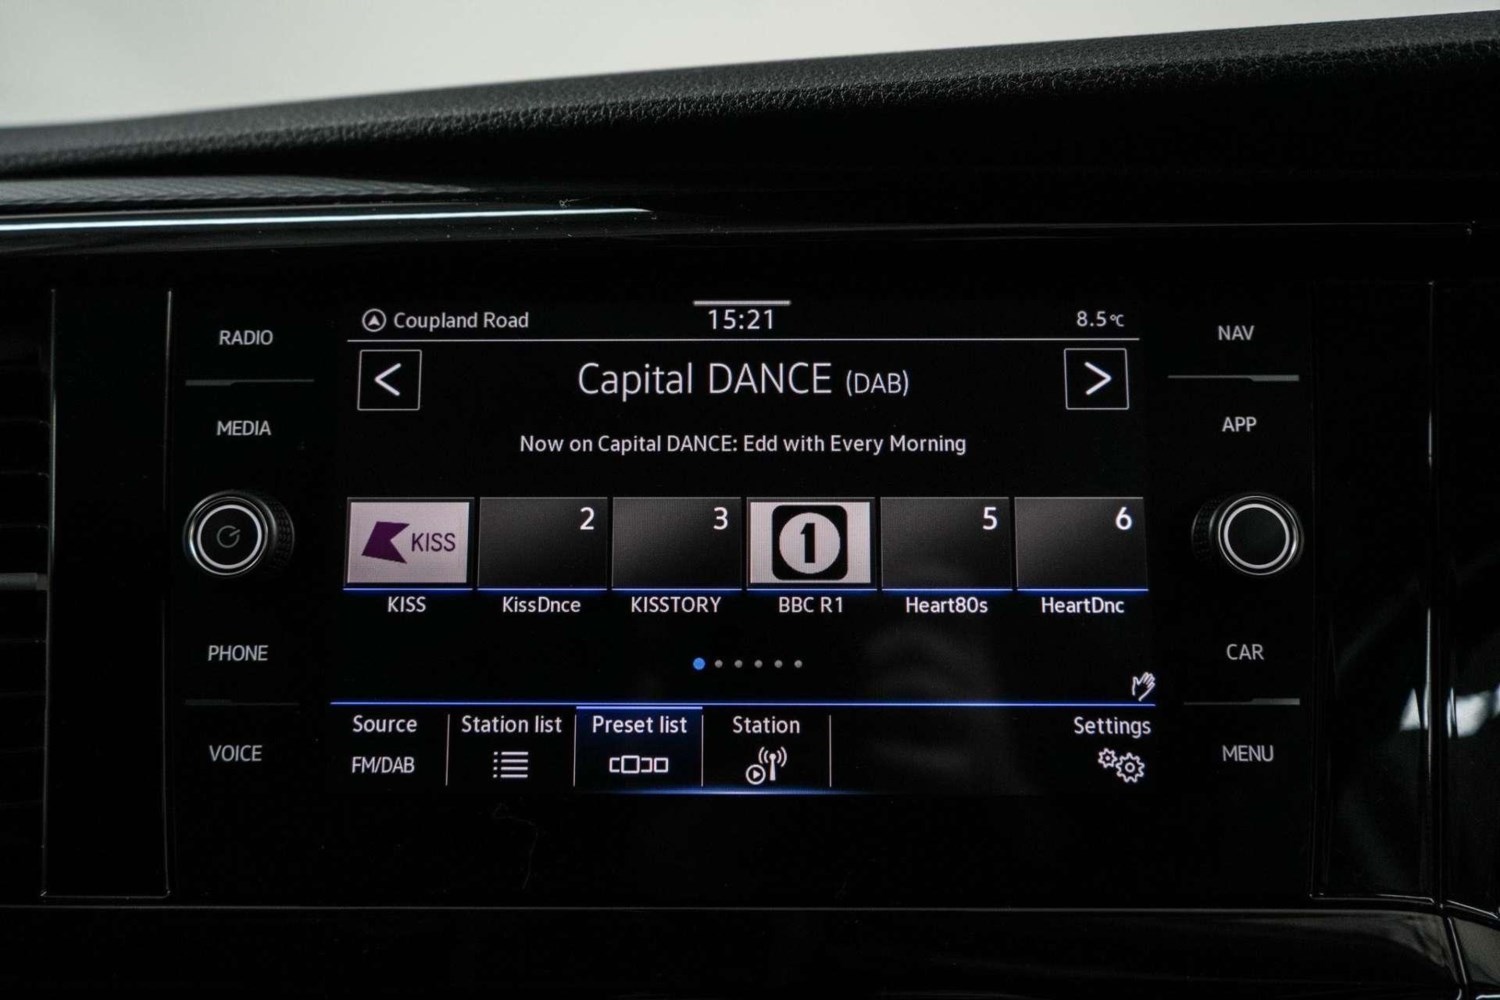 RADIO
MEDIA
PHONE
VOICE
Coupland Road
15:21
8.5°C
<
Capital DANCE (DAB)
>
Now on Capital DANCE: Edd with Every Morning
KISS
2
3
1
5
6
KISS
KissDnce
KISSTORY
BBC R1
Heart80s
HeartDnc
Source
FM/DAB
Station list
Preset list
Station
Settings
NAV
APP
CAR
MENU